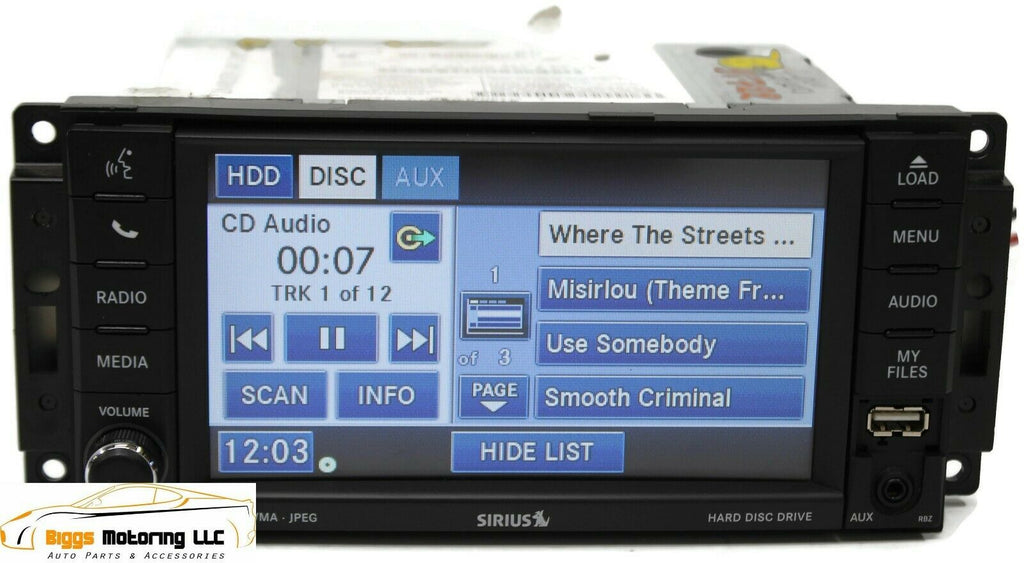 HDD DISC AUX
LOAD
CD Audio
Where The Streets ...
MENU
00:07
TRK 1 of 12
1
Misirlou (Theme Fr...
RADIO
AUDIO
of 3
Use Somebody
MEDIA
MY
FILES
SCAN INFO
PAGE
Smooth Criminal
VOLUME
12:03
HIDE LIST
WMA · JPEG
SIRIUS
HARD DISC DRIVE
AUX
RBZ
Biggs Motoring LLC
Auto Parts & Accessories